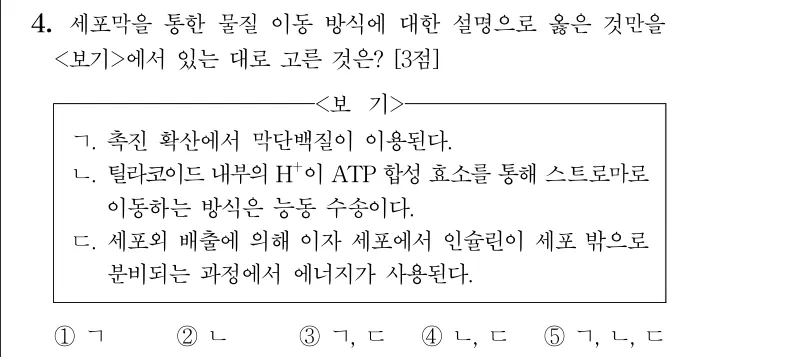 4. 세포막을 통한 물질 이동 방식에 대한 설명으로 옳은 것만을
<보기>에서 있는 대로 고른 것은? [3점]
<보 기>
ㄱ. 촉진 확산에서 막단백질이 이용된다.
ㄴ. 틸라코이드 내부의 H⁺이 ATP 합성 효소를 통해 스트로마로
이동하는 방식은 능동 수송이다.
ㄷ. 세포외 배출에 의해 이자 세포에서 인슐린이 세포 밖으로
분비되는 과정에서 에너지가 사용된다.
① ㄱ ② ㄴ ③ ㄱ, ㄷ ④ ㄴ, ㄷ ⑤ ㄱ, ㄴ, ㄷ